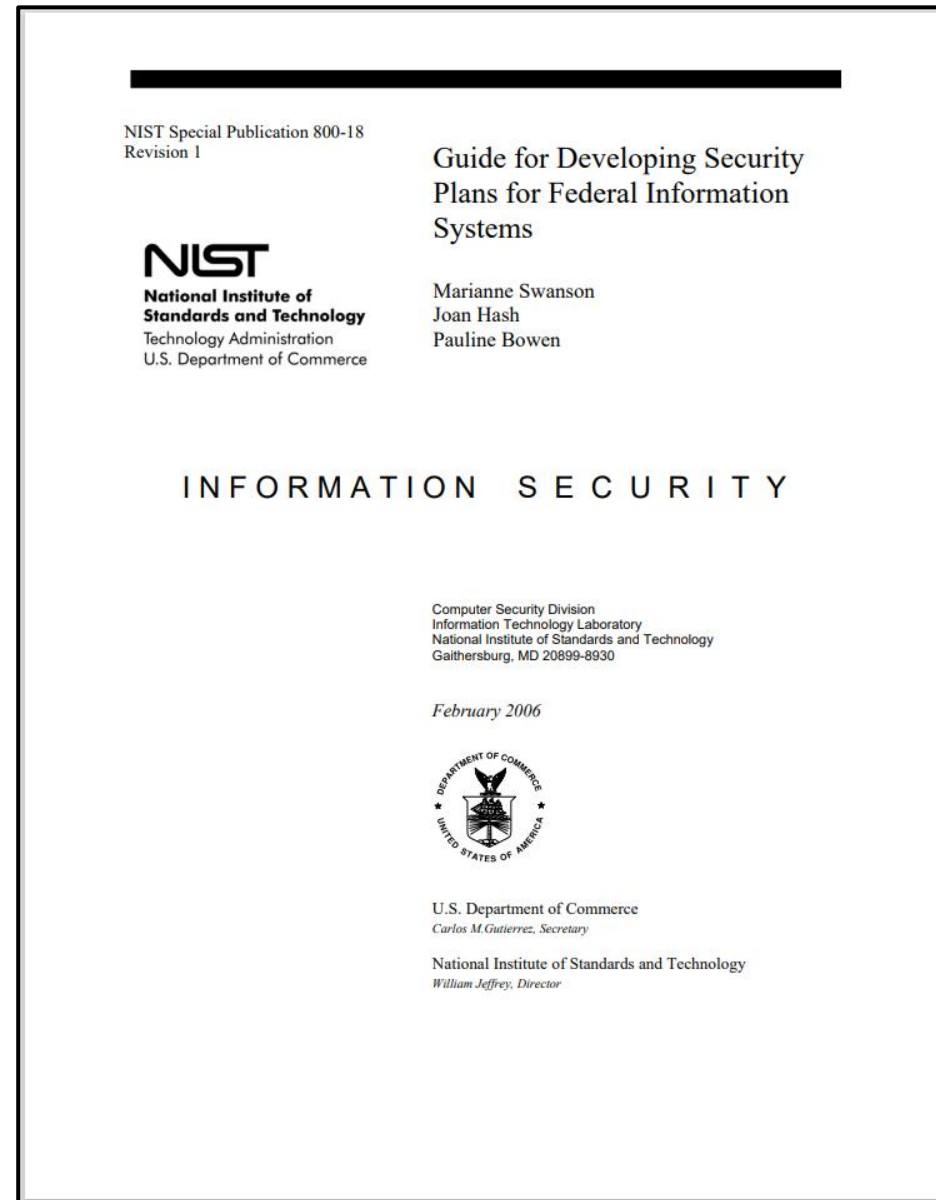 NIST Special Publication 800-18
Revision 1
Guide for Developing Security
Plans for Federal Information
Systems
NIST
National Institute of
Standards and Technology
Technology Administration
U.S. Department of Commerce
Marianne Swanson
Joan Hash
Pauline Bowen
INFORMATION SECURITY
Computer Security Division
Information Technology Laboratory
National Institute of Standards and Technology
Gaithersburg, MD 20899-8930
February 2006
DEPARTMENT OF COMMERCE
UNITED STATES OF AMERICA
U.S. Department of Commerce
Carlos M.Gutierrez, Secretary
National Institute of Standards and Technology
William Jeffrey, Director